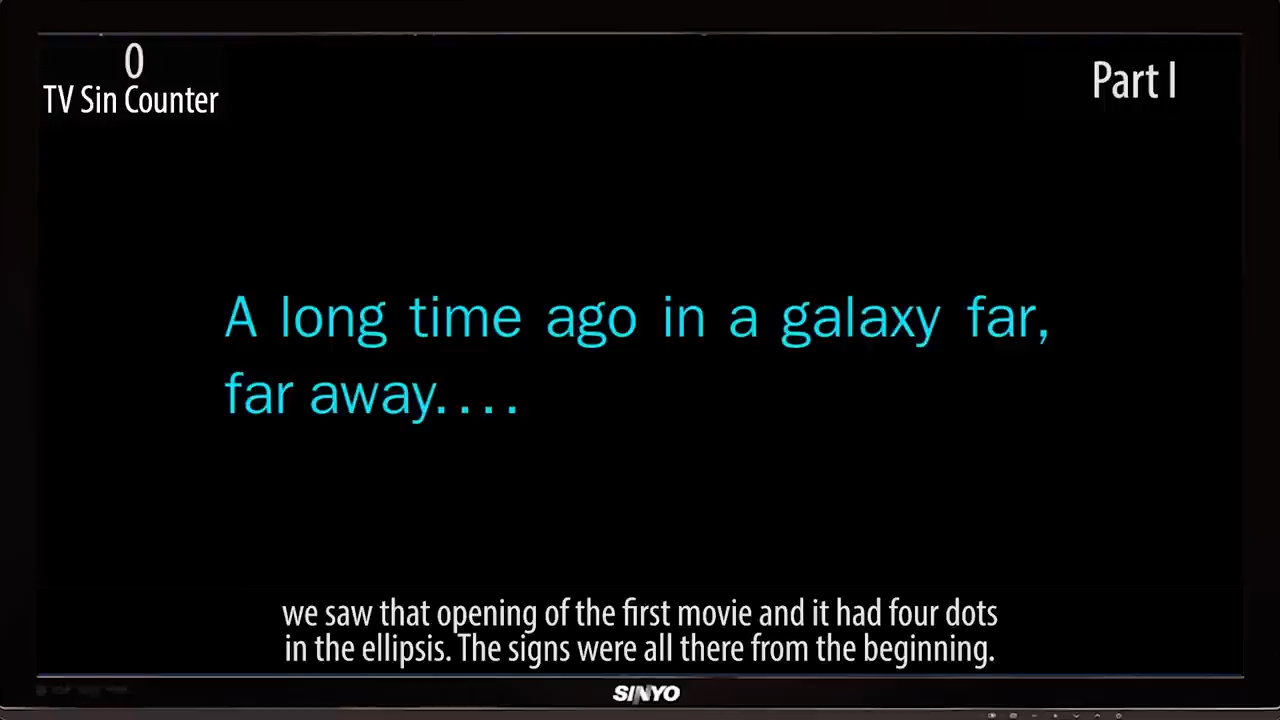 0
TV Sin Counter
Part I
A long time ago in a galaxy far,
far away....
we saw that opening of the first movie and it had four dots
in the ellipsis. The signs were all there from the beginning.
SINYO